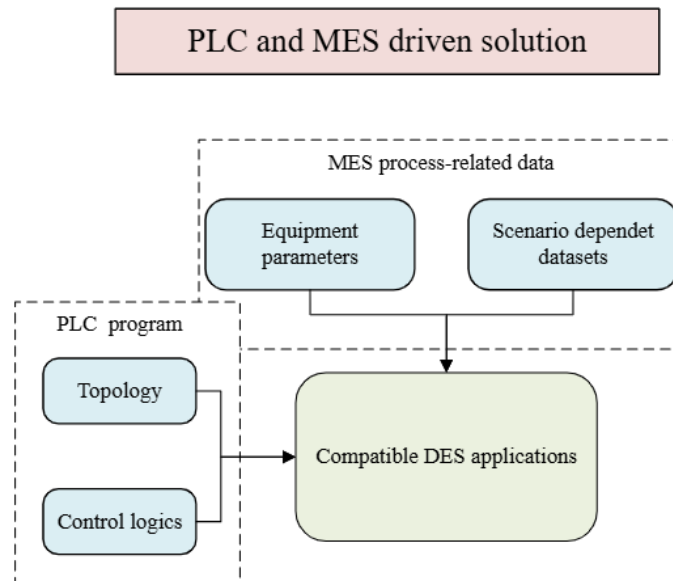 PLC and MES driven solution
MES process-related data
Equipment
parameters
Scenario dependet
datasets
PLC program
Topology
Control logics
Compatible DES applications